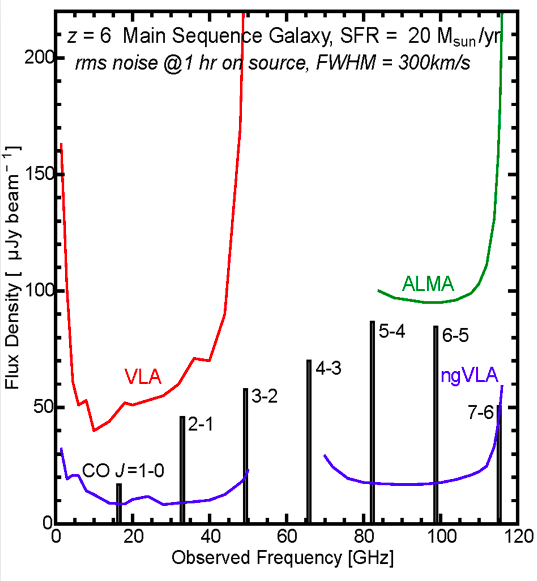 z = 6 Main Sequence Galaxy, SFR = 20 Msun/yr
rms noise @1 hr on source, FWHM = 300km/s
Flux Density [ μJy beam⁻¹]
200
150
100
50
0
ALMA
VLA
ngVLA
CO J=1-0
2-1
3-2
4-3
5-4
6-5
7-6
0 20 40 60 80 100 120
Observed Frequency [GHz]